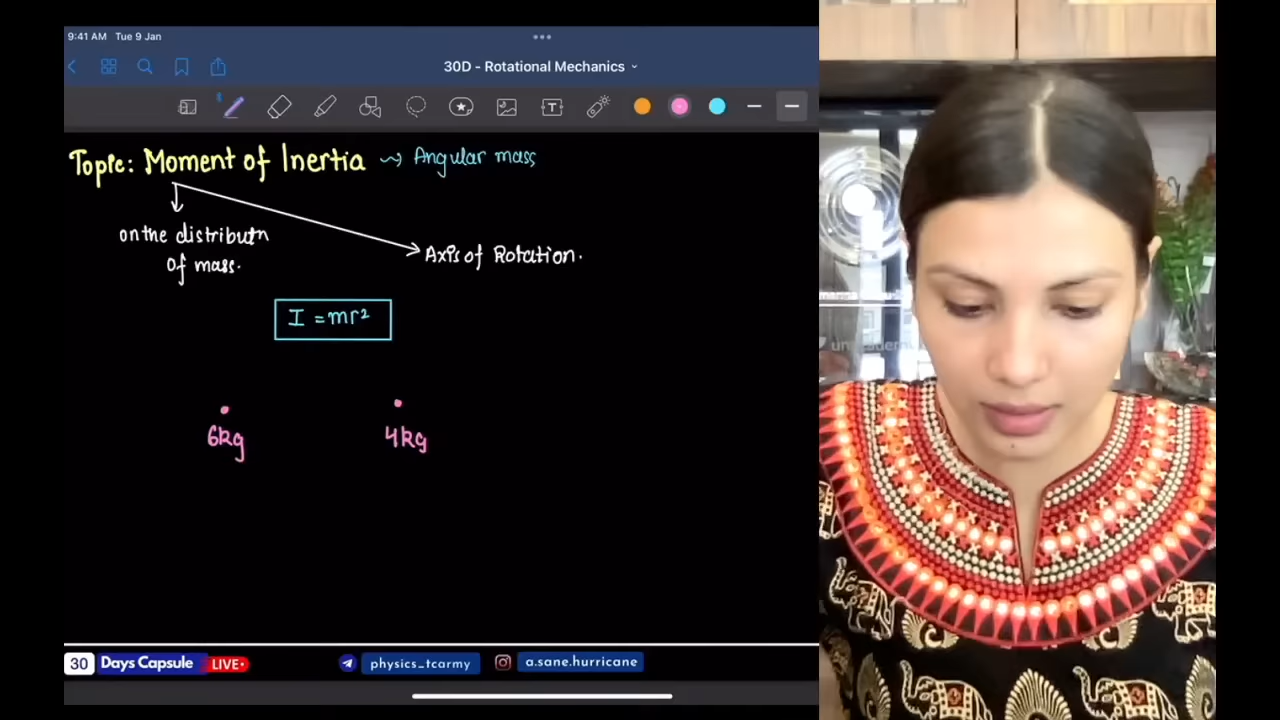 9:41 AM Tue 9 Jan
30D - Rotational Mechanics
Topic: Moment of Inertia ⤳ Angular mass
on the distributn
of mass.
Axis of Rotation.
I = mr²
6kg
4kg
30 Days Capsule LIVE
physics_tcarmy
a.sane.hurricane